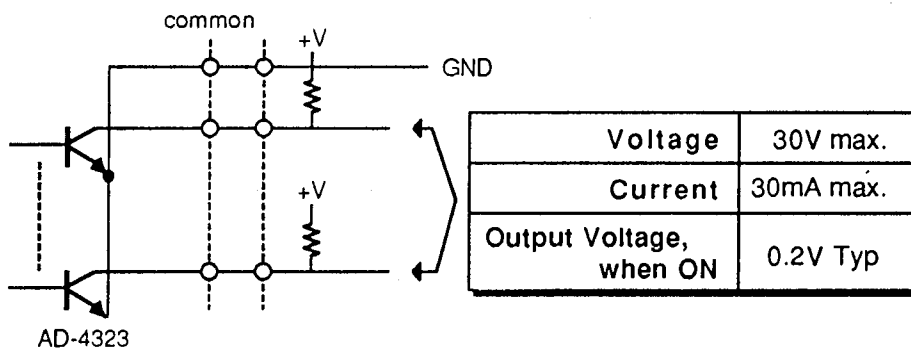 common
+V
GND
+V
AD-4323
Voltage 30V max.
Current 30mA max.
Output Voltage,
when ON 0.2V Typ